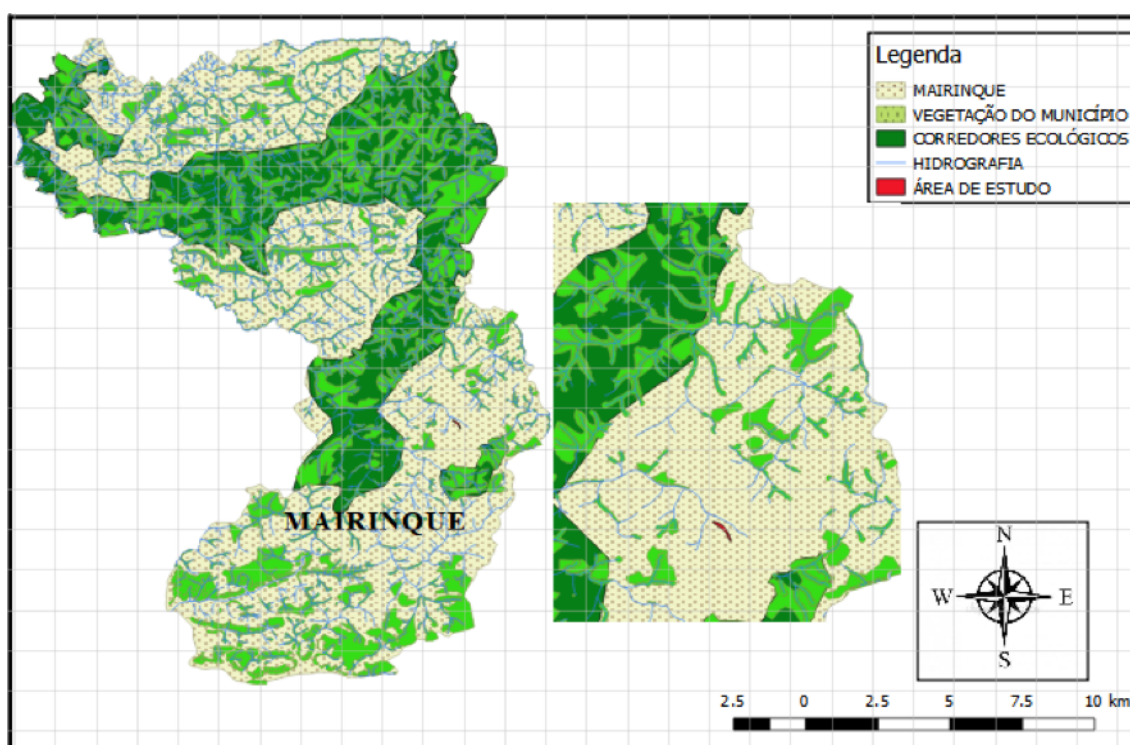 Legenda
MAIRINQUE
VEGETAÇÃO DO MUNICÍPIO
CORREDORES ECOLÓGICOS
HIDROGRAFIA
ÁREA DE ESTUDO
MAIRINQUE
N
W E
S
2.5 0 2.5 5 7.5 10 km